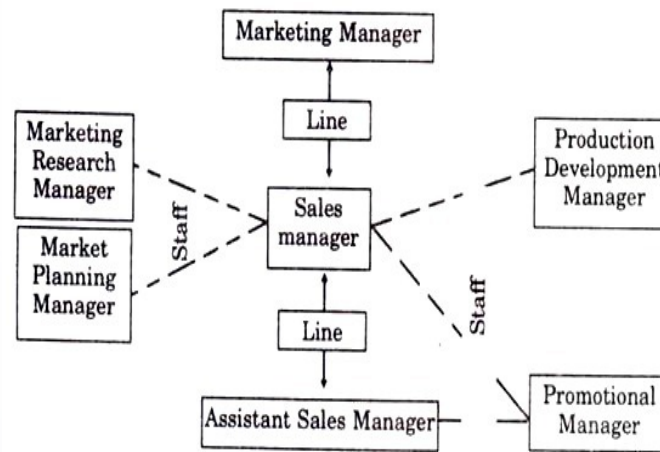 Marketing Manager
Line
Marketing
Research
Manager
Production
Development
Manager
Sales
manager
Staff
Market
Planning
Manager
Staff
Line
Assistant Sales Manager
Promotional
Manager